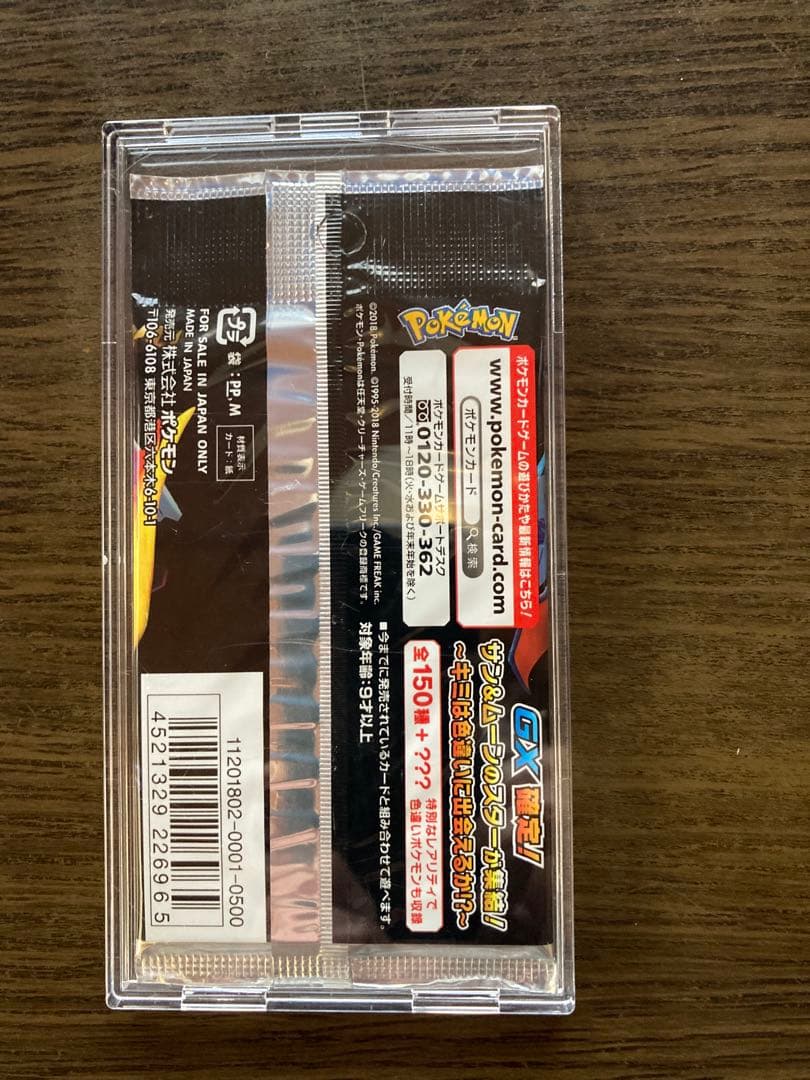 GX確定!
サン&ムーンのスターが集結!
~キミは色違いに出会えるか!?~
全150種+???
特別なレアリティで
色違いポケモンも収録
■今までに発売されているカードと組み合わせて遊べます。
対象年齢:9才以上
ポケモンカードゲームの遊びかたや最新情報はこちら!
www.pokemon-card.com
ポケモンカード 検索
ポケモンカードゲームサポートデスク
0120-330-362
受付時間/11時~18時(火・水および年末年始を除く)
POKéMON
©2018 Pokémon. ©1995-2018 Nintendo/Creatures Inc./GAME FREAK inc.
ポケモン・Pokémonは任天堂・クリーチャーズ・ゲームフリークの登録商標です。
プラ
袋:PP,M
材質表示
カード:紙
FOR SALE IN JAPAN ONLY
MADE IN JAPAN
発売元 株式会社ポケモン
〒106-6108 東京都港区六本木6-10-1
11201802-0001-0500
4521329 226965